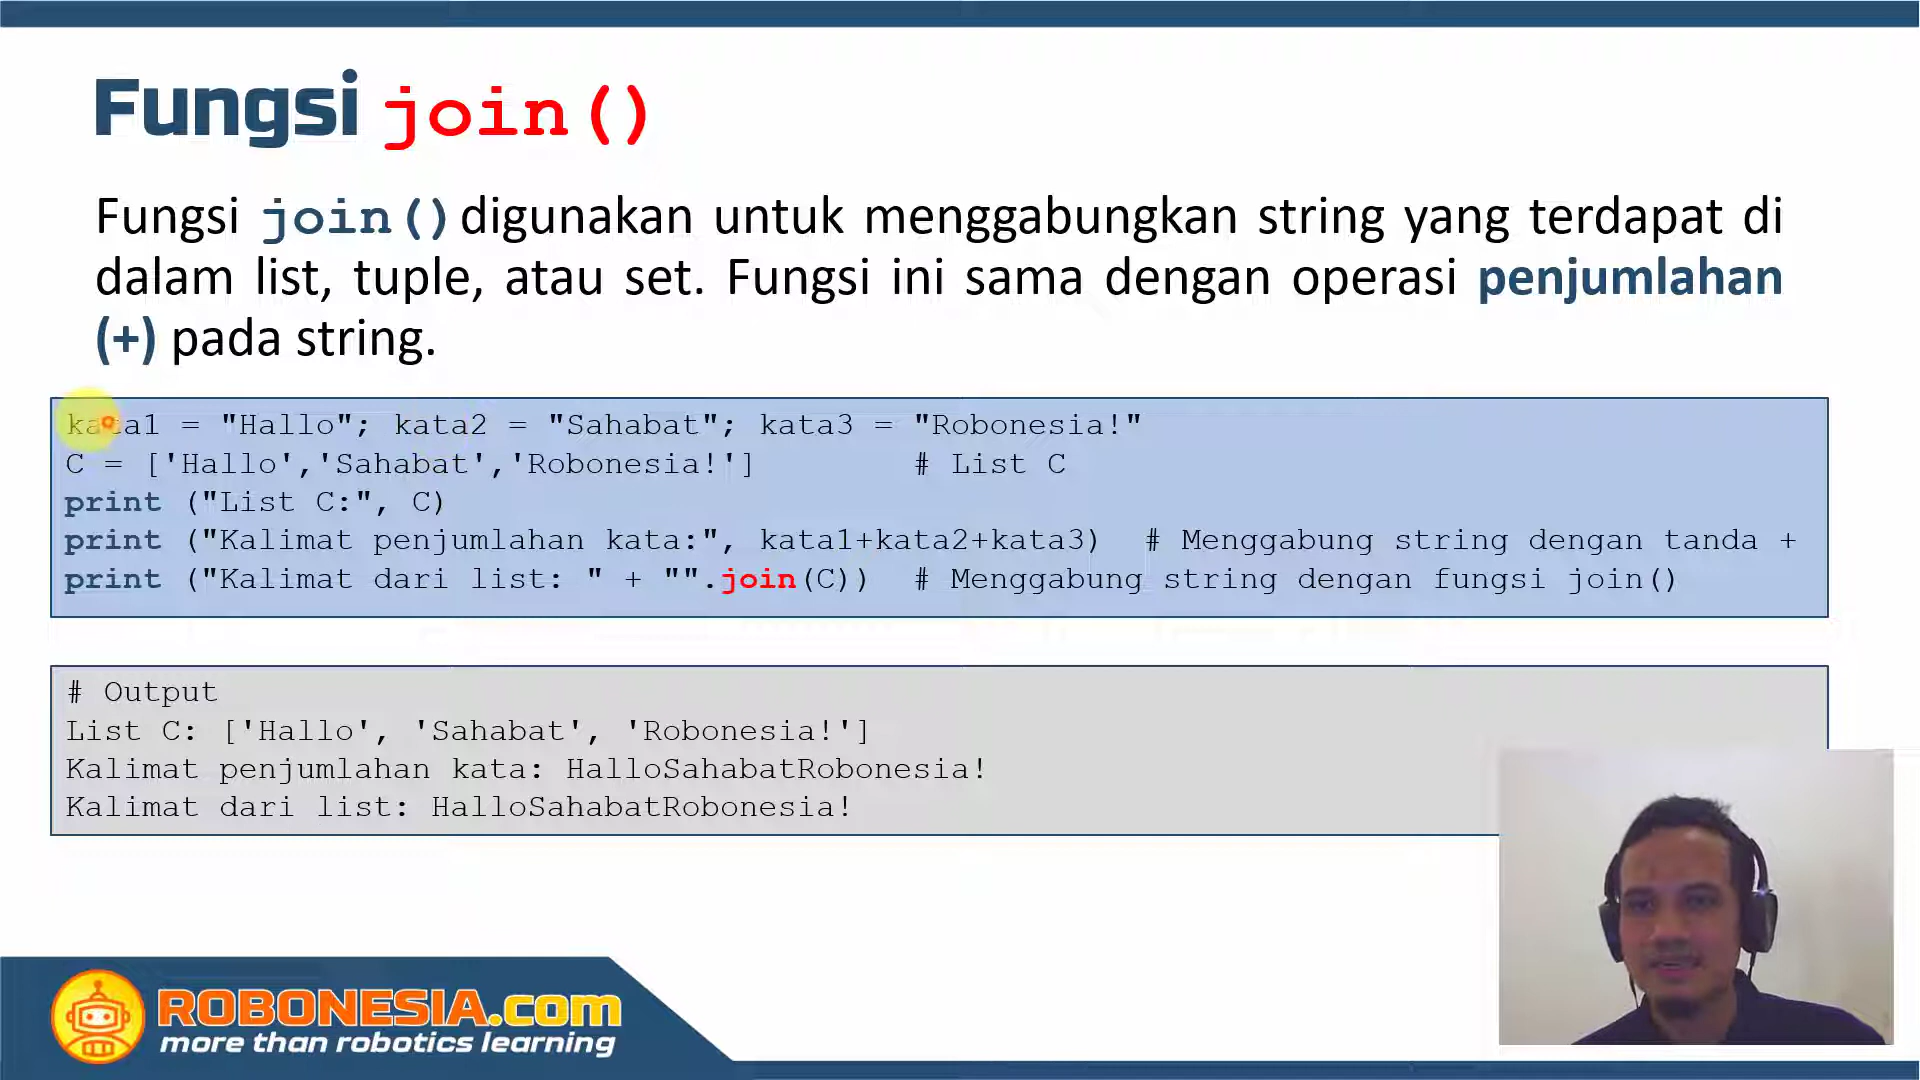 Fungsi join()
Fungsi join() digunakan untuk menggabungkan string yang terdapat di
dalam list, tuple, atau set. Fungsi ini sama dengan operasi penjumlahan
(+) pada string.
kata1 = "Hallo"; kata2 = "Sahabat"; kata3 = "Robonesia!"
C = ['Hallo','Sahabat','Robonesia!'] # List C
print ("List C:", C)
print ("Kalimat penjumlahan kata:", kata1+kata2+kata3) # Menggabung string dengan tanda +
print ("Kalimat dari list: " + "".join(C)) # Menggabung string dengan fungsi join()
# Output
List C: ['Hallo', 'Sahabat', 'Robonesia!']
Kalimat penjumlahan kata: HalloSahabatRobonesia!
Kalimat dari list: HalloSahabatRobonesia!
ROBONESIA.com
more than robotics learning